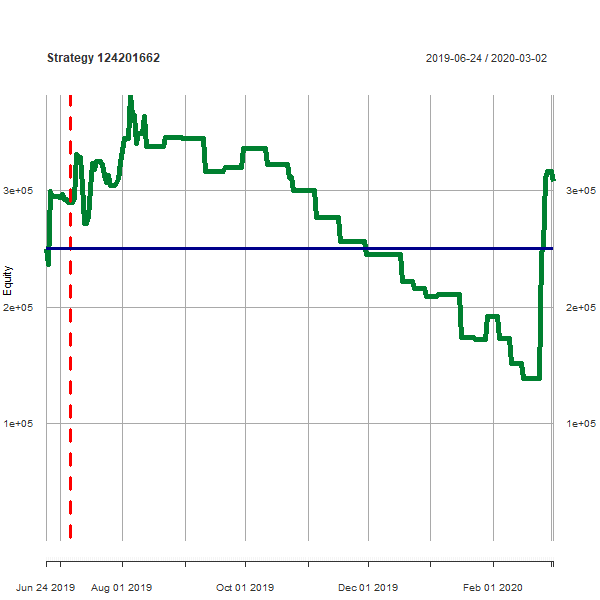 Strategy 124201662
2019-06-24 / 2020-03-02
3e+05
3e+05
Equity
2e+05
2e+05
1e+05
1e+05
Jun 24 2019
Aug 01 2019
Oct 01 2019
Dec 01 2019
Feb 01 2020